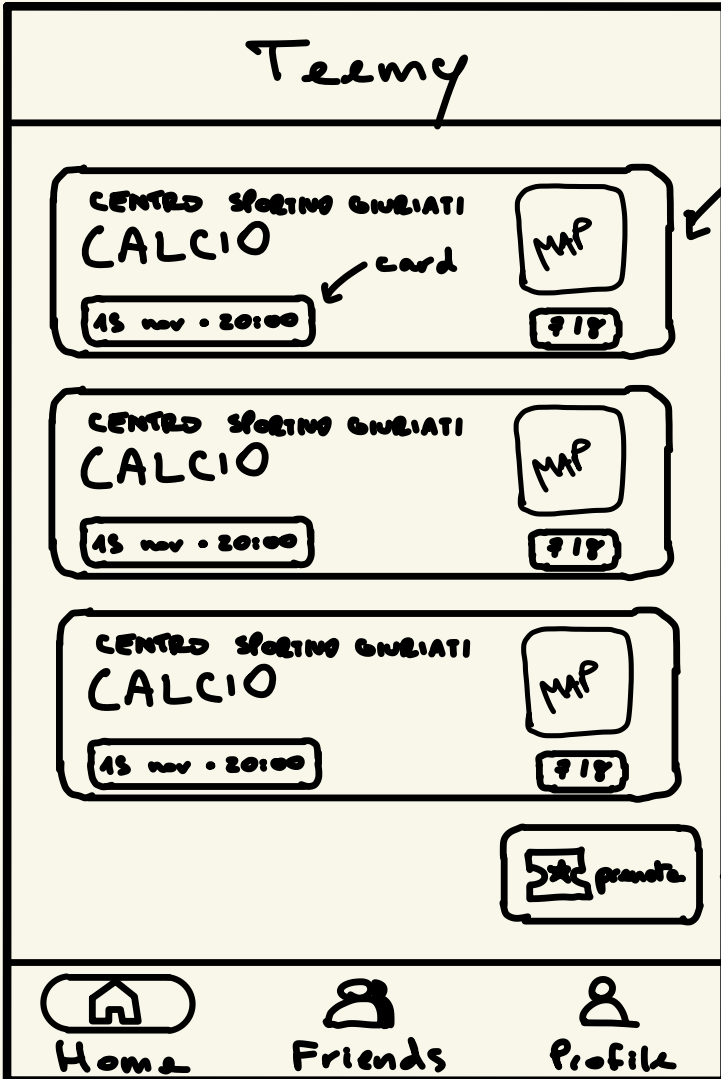 Teemy
CENTRO SPORTIVO GIURIATI
CALCIO
MAP
card
15 nov • 20:00
7/8
CENTRO SPORTIVO GIURIATI
CALCIO
MAP
15 nov • 20:00
7/8
CENTRO SPORTIVO GIURIATI
CALCIO
MAP
15 nov • 20:00
7/8
prenota
Home
Friends
Profile